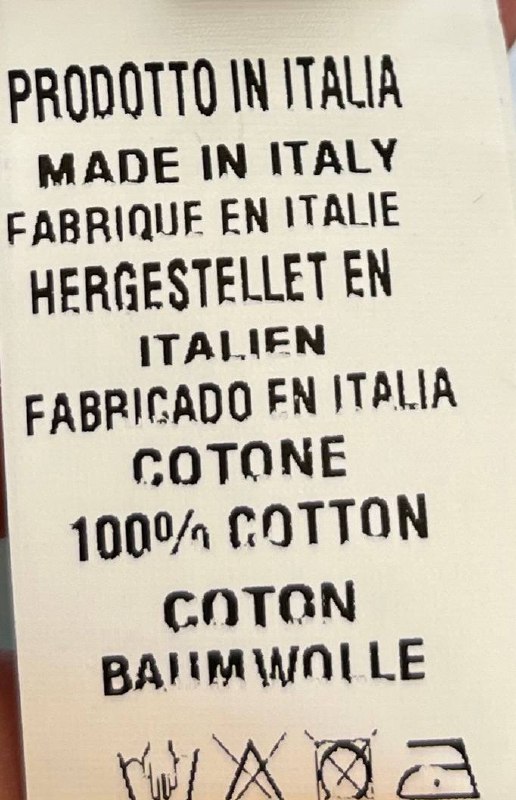 PRODOTTO IN ITALIA
MADE IN ITALY
FABRIQUE EN ITALIE
HERGESTELLET EN
ITALIEN
FABRICADO EN ITALIA
COTONE
100% COTTON
COTON
BAUMWOLLE